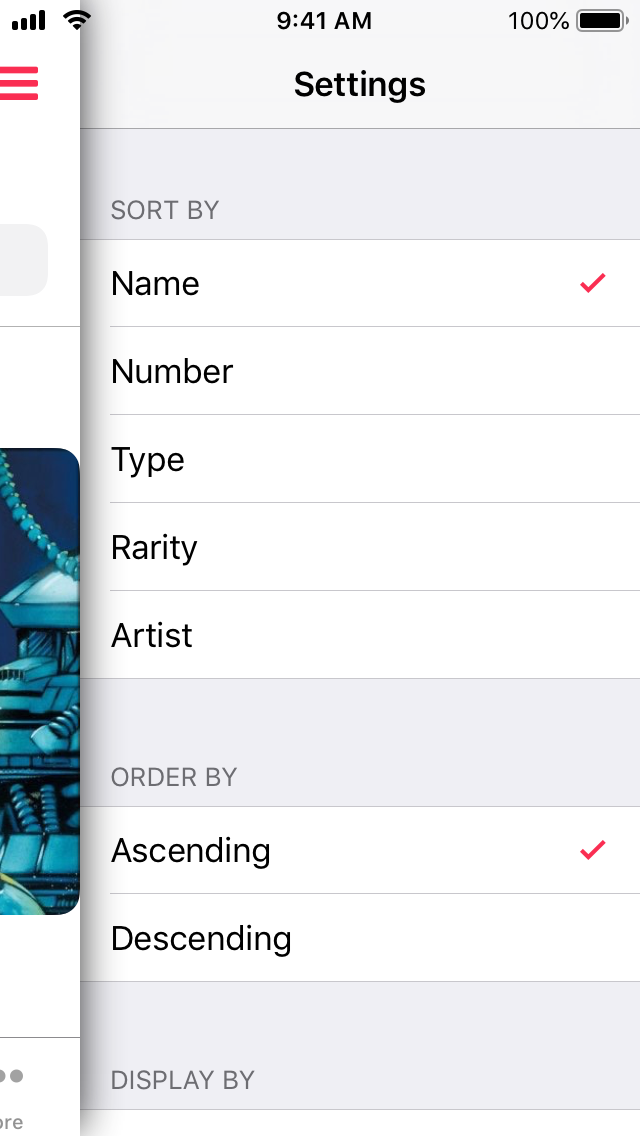 9:41 AM
100%
Settings
SORT BY
Name
Number
Type
Rarity
Artist
ORDER BY
Ascending
Descending
DISPLAY BY
ore